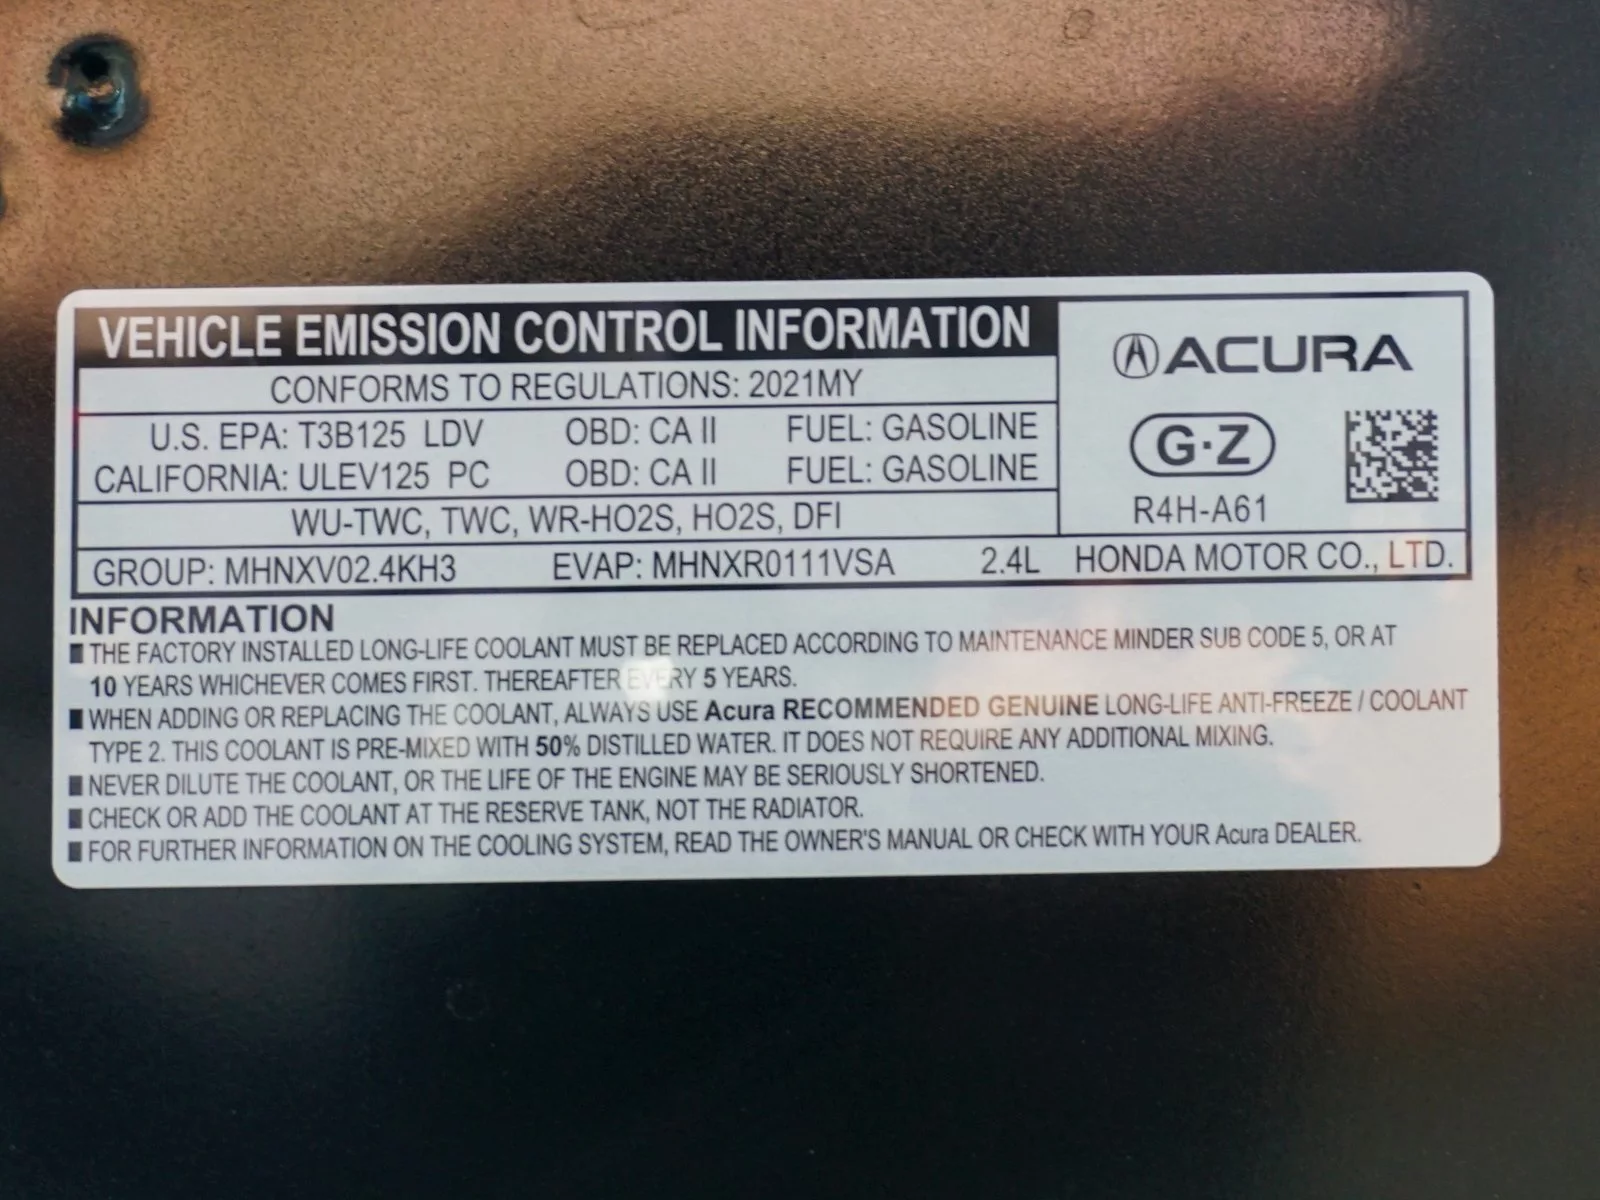 VEHICLE EMISSION CONTROL INFORMATION
CONFORMS TO REGULATIONS: 2021MY
U.S. EPA: T3B125 LDV OBD: CA II FUEL: GASOLINE
CALIFORNIA: ULEV125 PC OBD: CA II FUEL: GASOLINE
WU-TWC, TWC, WR-HO2S, HO2S, DFI
ACURA
G·Z
R4H-A61
GROUP: MHNXV02.4KH3 EVAP: MHNXR0111VSA 2.4L HONDA MOTOR CO., LTD.
INFORMATION
■ THE FACTORY INSTALLED LONG-LIFE COOLANT MUST BE REPLACED ACCORDING TO MAINTENANCE MINDER SUB CODE 5, OR AT
10 YEARS WHICHEVER COMES FIRST. THEREAFTER EVERY 5 YEARS.
■ WHEN ADDING OR REPLACING THE COOLANT, ALWAYS USE Acura RECOMMENDED GENUINE LONG-LIFE ANTI-FREEZE / COOLANT
TYPE 2. THIS COOLANT IS PRE-MIXED WITH 50% DISTILLED WATER. IT DOES NOT REQUIRE ANY ADDITIONAL MIXING.
■ NEVER DILUTE THE COOLANT, OR THE LIFE OF THE ENGINE MAY BE SERIOUSLY SHORTENED.
■ CHECK OR ADD THE COOLANT AT THE RESERVE TANK, NOT THE RADIATOR.
■ FOR FURTHER INFORMATION ON THE COOLING SYSTEM, READ THE OWNER'S MANUAL OR CHECK WITH YOUR Acura DEALER.